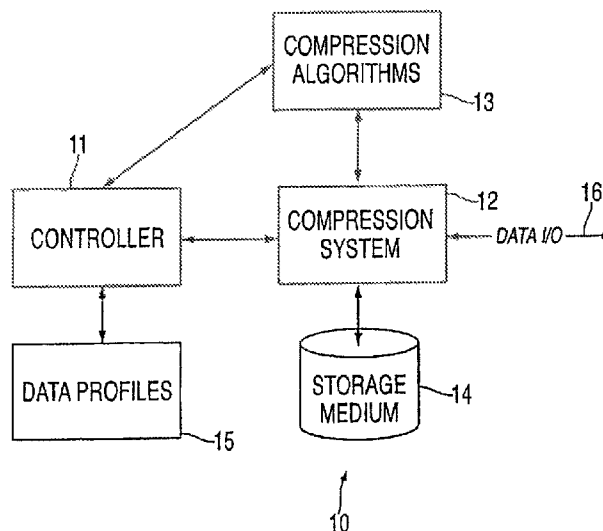 COMPRESSION
ALGORITHMS
13
11
CONTROLLER
12
COMPRESSION
SYSTEM
16
DATA I/O
DATA PROFILES
15
STORAGE
MEDIUM
14
10